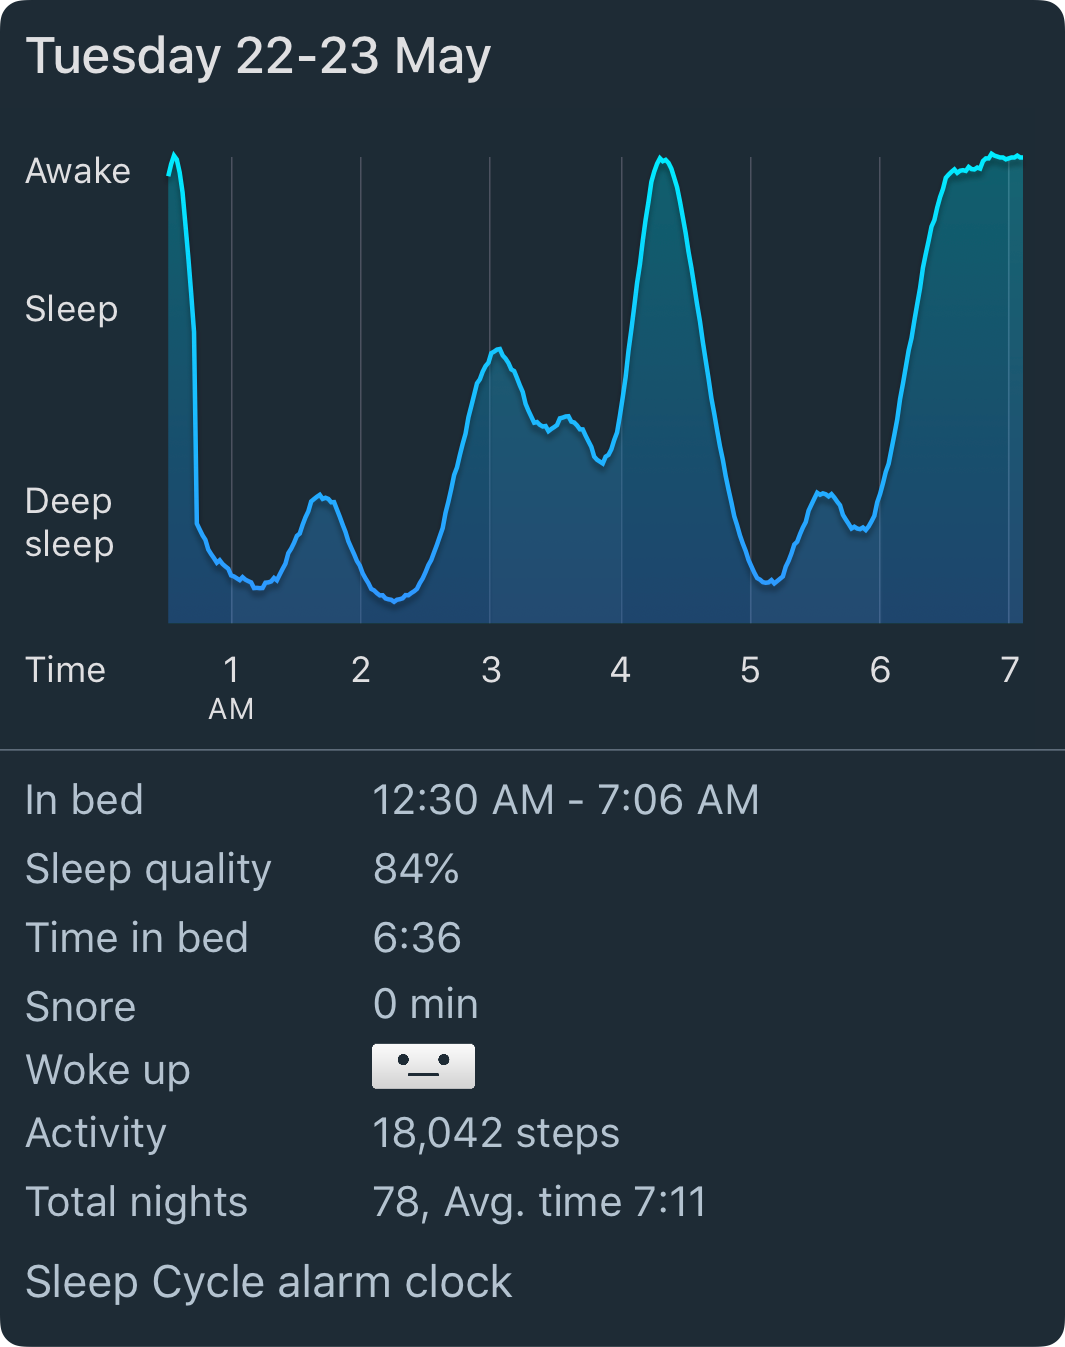 Tuesday 22-23 May
Awake
Sleep
Deep
sleep
Time 1 2 3 4 5 6 7
AM
In bed 12:30 AM - 7:06 AM
Sleep quality 84%
Time in bed 6:36
Snore 0 min
Woke up
Activity 18,042 steps
Total nights 78, Avg. time 7:11
Sleep Cycle alarm clock